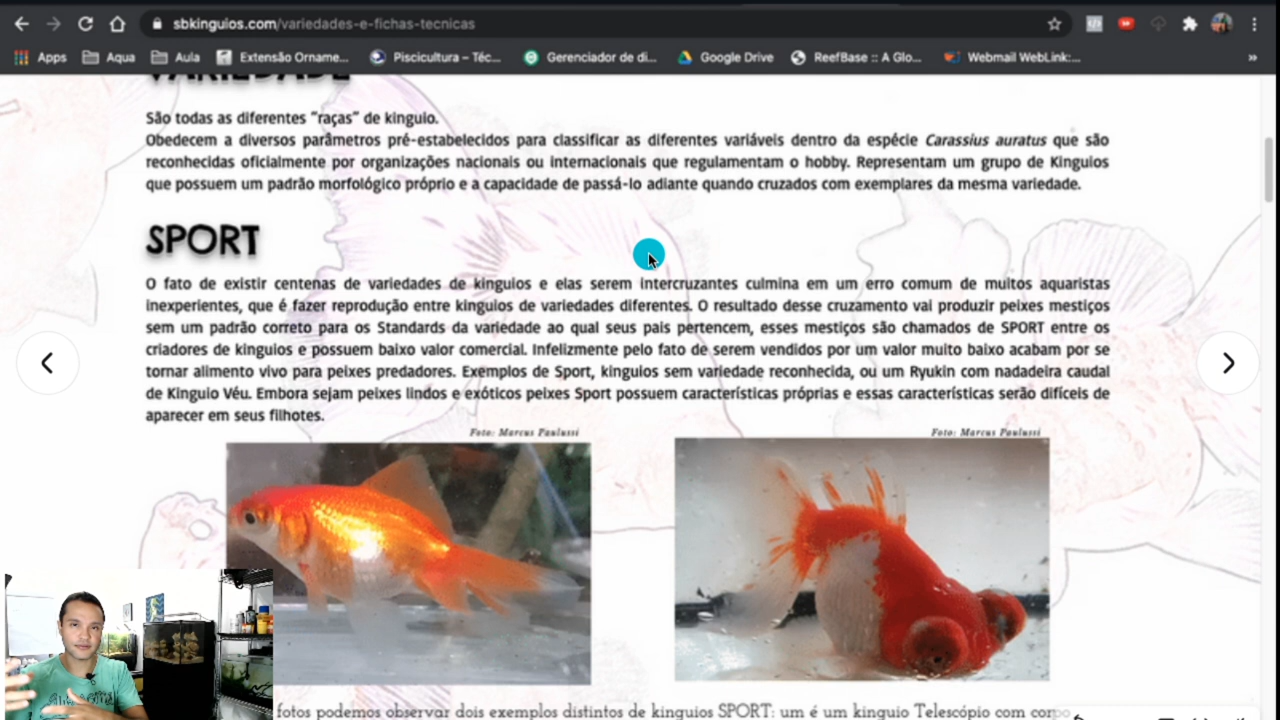 sbkinguios.com/variedades-e-fichas-tecnicas
Apps Aqua Aula Extensão Orname... Piscicultura – Téc... Gerenciador de di... Google Drive ReefBase :: A Glo... Webmail WebLink:... »
VARIEDADE
São todas as diferentes "raças" de kinguio.
Obedecem a diversos parâmetros pré-estabelecidos para classificar as diferentes variáveis dentro da espécie Carassius auratus que são
reconhecidas oficialmente por organizações nacionais ou internacionais que regulamentam o hobby. Representam um grupo de Kinguios
que possuem um padrão morfológico próprio e a capacidade de passá-lo adiante quando cruzados com exemplares da mesma variedade.
SPORT
O fato de existir centenas de variedades de kinguios e elas serem intercruzantes culmina em um erro comum de muitos aquaristas
inexperientes, que é fazer reprodução entre kinguios de variedades diferentes. O resultado desse cruzamento vai produzir peixes mestiços
sem um padrão correto para os Standards da variedade ao qual seus pais pertencem, esses mestiços são chamados de SPORT entre os
criadores de kinguios e possuem baixo valor comercial. Infelizmente pelo fato de serem vendidos por um valor muito baixo acabam por se
tornar alimento vivo para peixes predadores. Exemplos de Sport, kinguios sem variedade reconhecida, ou um Ryukin com nadadeira caudal
de Kinguio Véu. Embora sejam peixes lindos e exóticos peixes Sport possuem características próprias e essas características serão difíceis de
aparecer em seus filhotes.
Foto: Marcus Paulussi Foto: Marcus Paulussi
fotos podemos observar dois exemplos distintos de kinguios SPORT: um é um kinguio Telescópio com corpo